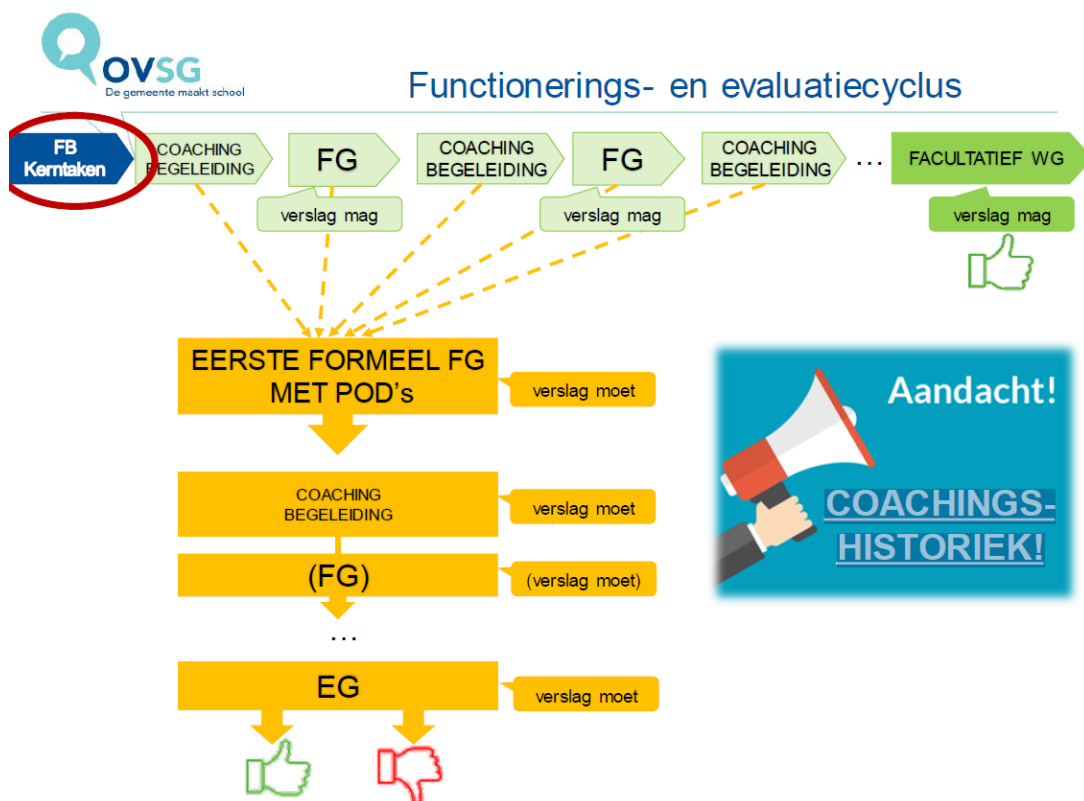 OVSG
De gemeente maakt school
Functionerings- en evaluatiecyclus
FB
Kerntaken
COACHING
BEGELEIDING
FG
COACHING
BEGELEIDING
FG
COACHING
BEGELEIDING
...
FACULTATIEF WG
verslag mag
verslag mag
verslag mag
EERSTE FORMEEL FG
MET POD's
verslag moet
Aandacht!
COACHINGS-
HISTORIEK!
COACHING
BEGELEIDING
verslag moet
(FG)
(verslag moet)
...
EG
verslag moet